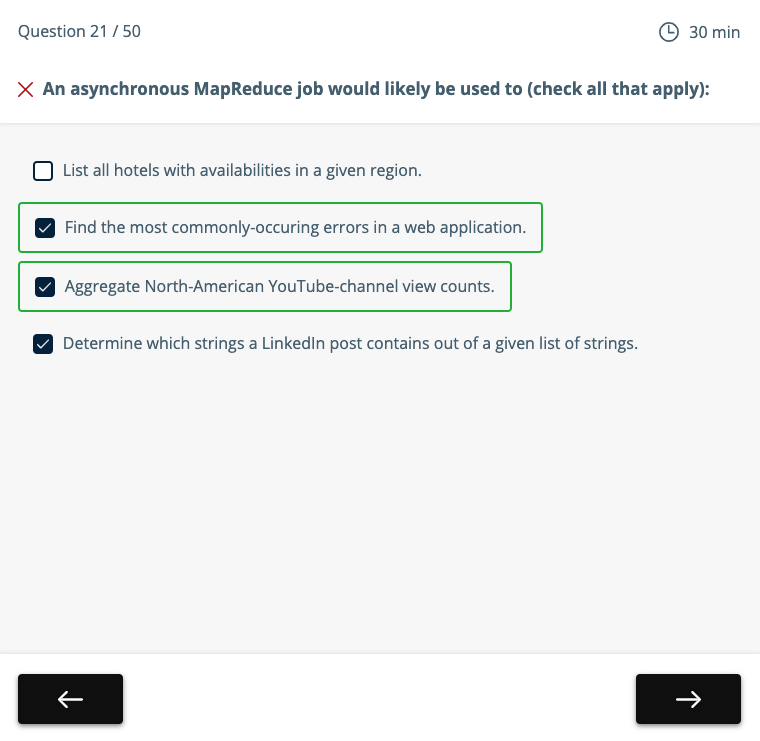 Question 21 / 50
30 min
An asynchronous MapReduce job would likely be used to (check all that apply):
List all hotels with availabilities in a given region.
Find the most commonly-occuring errors in a web application.
Aggregate North-American YouTube-channel view counts.
Determine which strings a LinkedIn post contains out of a given list of strings.